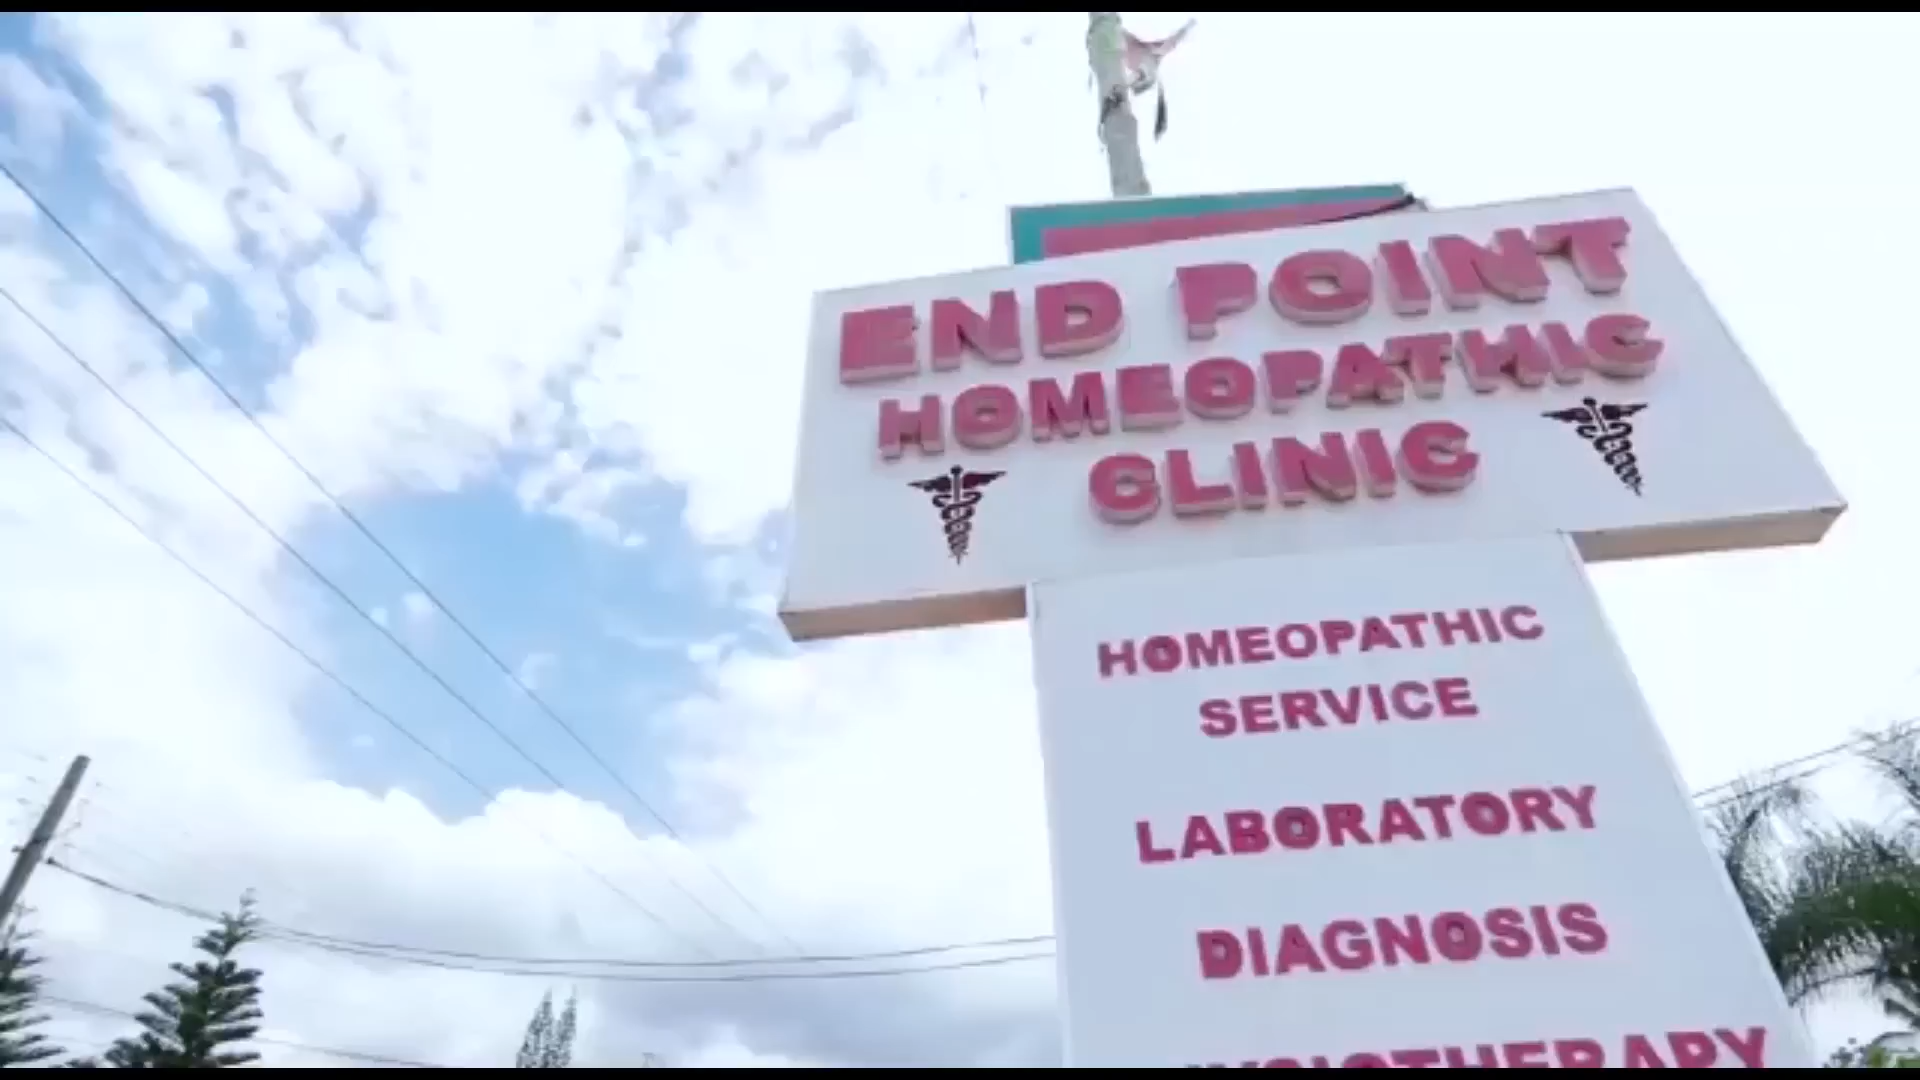 END POINT
HOMEOPATHIC
CLINIC
HOMEOPATHIC
SERVICE
LABORATORY
DIAGNOSIS